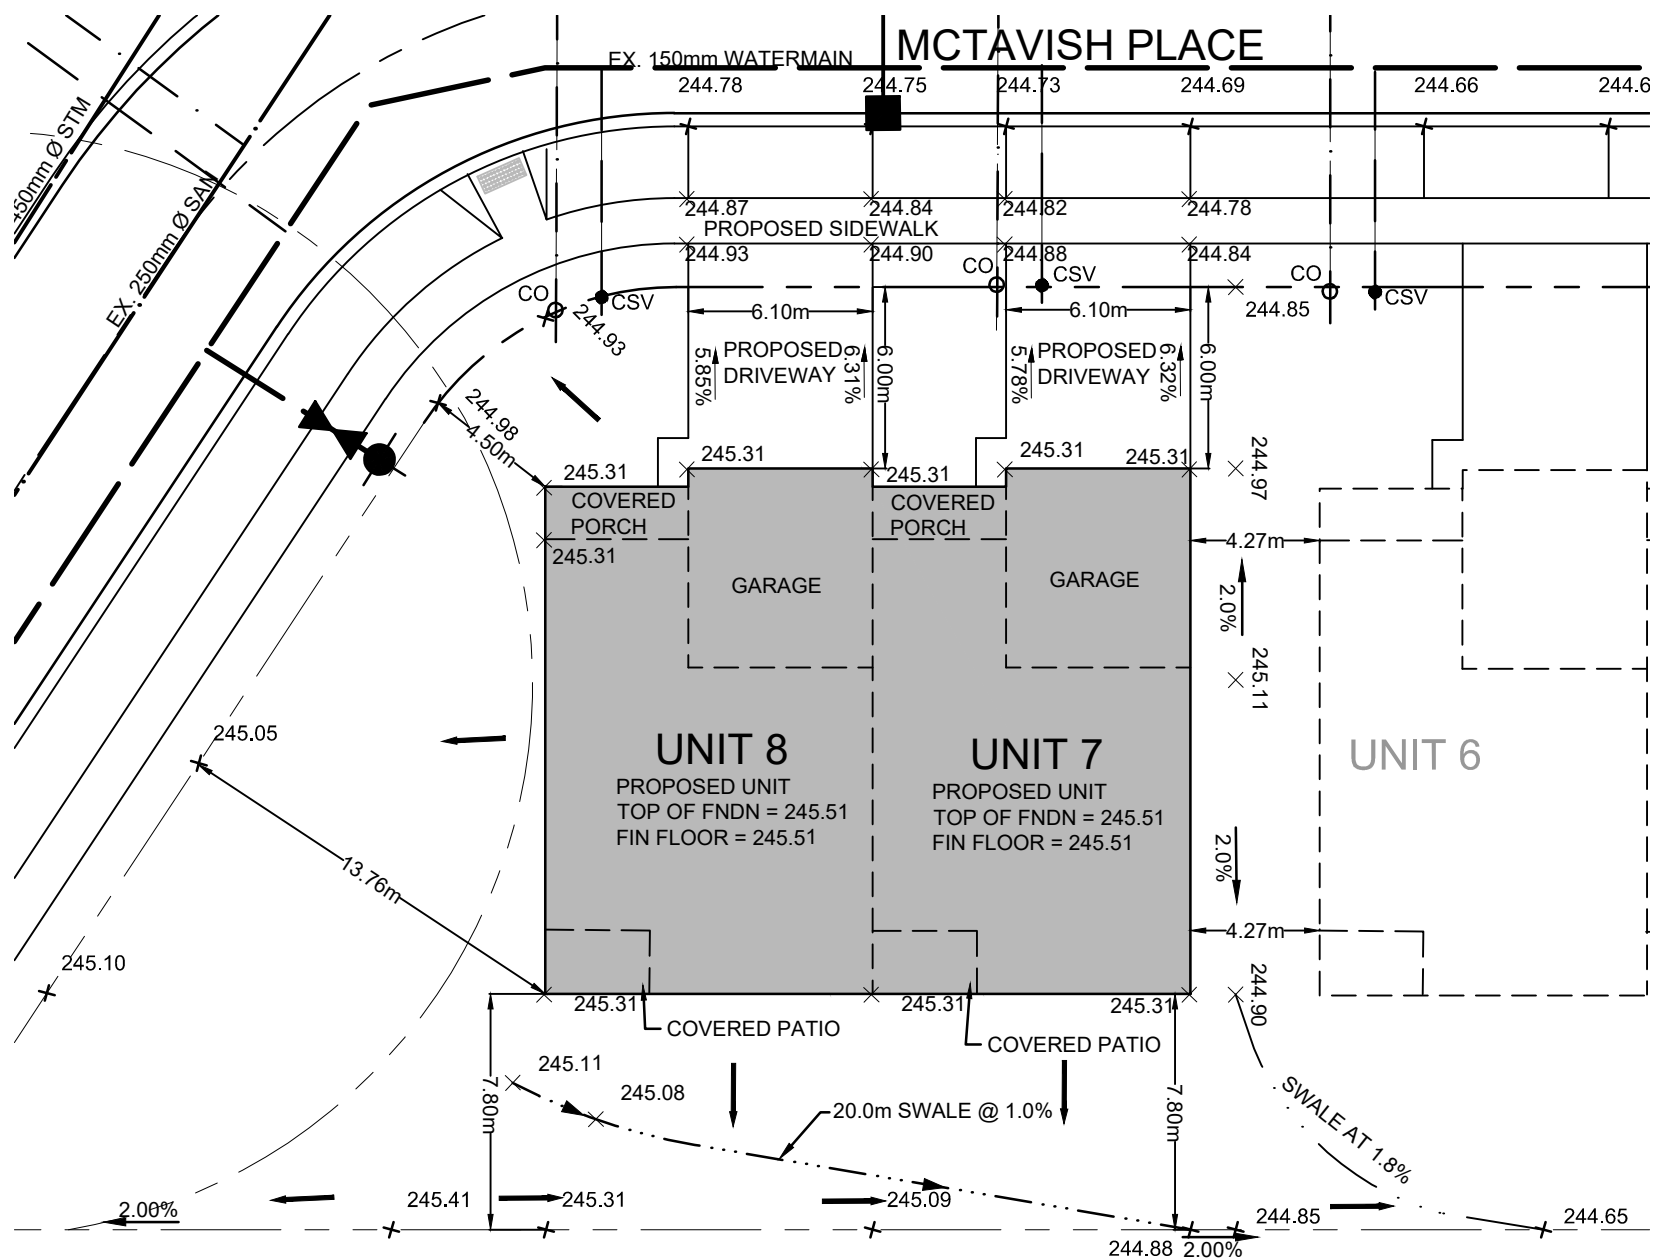 MCTAVISH PLACE
EX. 150mm WATERMAIN
244.78
244.75
244.73
244.69
244.66
244.6
450mm Ø STM
EX. 250mm Ø SAN
244.87
244.84
244.82
244.78
PROPOSED SIDEWALK
244.93
244.90
244.88
244.84
CO
CSV
244.93
CO
CSV
CO
CSV
244.85
6.10m
6.10m
5.85%
PROPOSED
DRIVEWAY
6.31%
6.00m
5.78%
PROPOSED
DRIVEWAY
6.32%
6.00m
244.98
4.50m
245.31
245.31
245.31
245.31
245.31
244.97
COVERED
PORCH
COVERED
PORCH
245.31
4.27m
GARAGE
GARAGE
2.0%
245.11
245.05
UNIT 8
PROPOSED UNIT
TOP OF FNDN = 245.51
FIN FLOOR = 245.51
UNIT 7
PROPOSED UNIT
TOP OF FNDN = 245.51
FIN FLOOR = 245.51
UNIT 6
2.0%
13.76m
4.27m
245.10
245.31
245.31
245.31
244.90
COVERED PATIO
COVERED PATIO
245.11
245.08
7.80m
20.0m SWALE @ 1.0%
7.80m
SWALE AT 1.8%
2.00%
245.41
245.31
245.09
244.85
244.65
244.88
2.00%